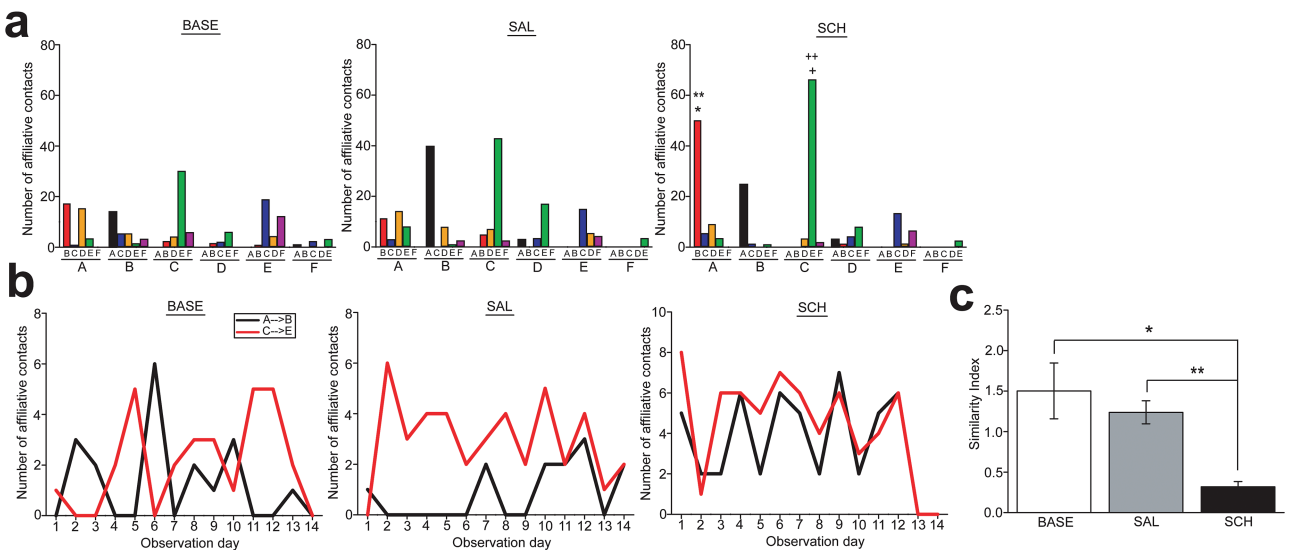 a
BASE
Number of affiliative contacts
80
60
40
20
0
BCDEF ACDEF ABDEF ABCEF ABCDF ABCDE
A B C D E F
SAL
Number of affiliative contacts
80
60
40
20
0
BCDEF ACDEF ABDEF ABCEF ABCDF ABCDE
A B C D E F
SCH
Number of affiliative contacts
80
60
40
20
0
**
*
++
+
BCDEF ACDEF ABDEF ABCEF ABCDF ABCDE
A B C D E F
b
BASE
A-->B
C-->E
Number of affiliative contacts
8
6
4
2
0
1 2 3 4 5 6 7 8 9 10 11 12 13 14
Observation day
SAL
Number of affiliative contacts
8
6
4
2
0
1 2 3 4 5 6 7 8 9 10 11 12 13 14
Observation day
SCH
Number of affiliative contacts
10
8
6
4
2
0
1 2 3 4 5 6 7 8 9 10 11 12 13 14
Observation day
c
Similarity Index
2.5
2.0
1.5
1.0
0.5
0.0
*
**
BASE SAL SCH